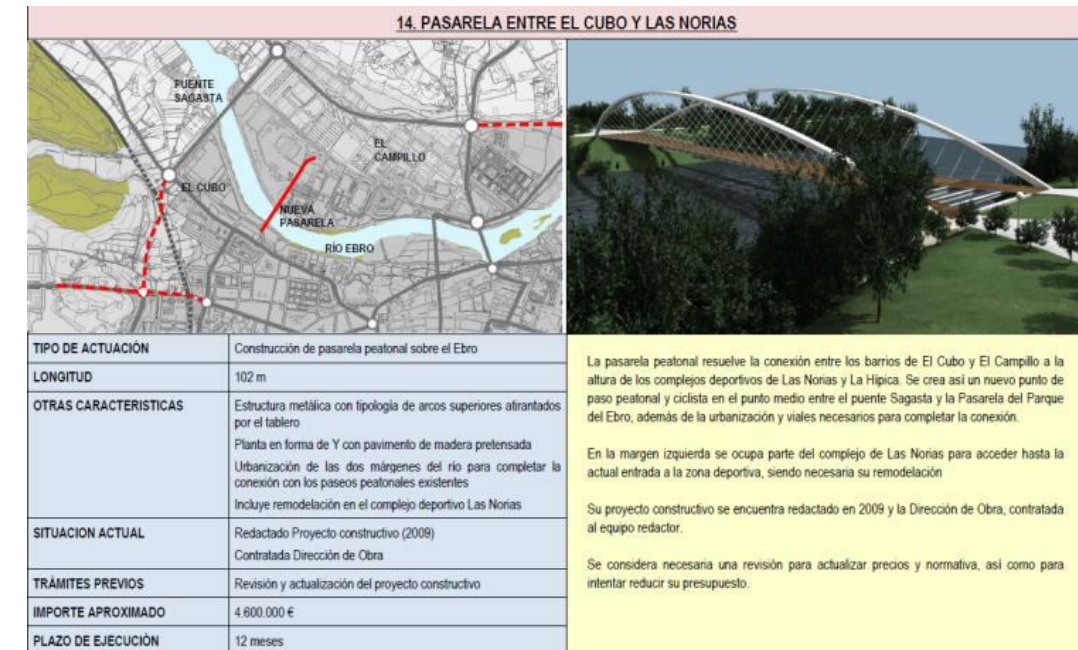 14. PASARELA ENTRE EL CUBO Y LAS NORIAS
PUENTE
SAGASTA
EL
CAMPILLO
EL CUBO
NUEVA
PASARELA
RÍO EBRO
TIPO DE ACTUACIÓN
Construcción de pasarela peatonal sobre el Ebro
LONGITUD
102 m
OTRAS CARACTERISTICAS
Estructura metálica con tipología de arcos superiores atirantados
por el tablero
Planta en forma de Y con pavimento de madera pretensada
Urbanización de las dos márgenes del río para completar la
conexión con los paseos peatonales existentes
Incluye remodelación en el complejo deportivo Las Norias
SITUACION ACTUAL
Redactado Proyecto constructivo (2009)
Contratada Dirección de Obra
TRÁMITES PREVIOS
Revisión y actualización del proyecto constructivo
IMPORTE APROXIMADO
4.600.000 €
PLAZO DE EJECUCIÓN
12 meses
La pasarela peatonal resuelve la conexión entre los barrios de El Cubo y El Campillo a la
altura de los complejos deportivos de Las Norias y La Hípica. Se crea así un nuevo punto de
paso peatonal y ciclista en el punto medio entre el puente Sagasta y la Pasarela del Parque
del Ebro, además de la urbanización y viales necesarios para completar la conexión.
En la margen izquierda se ocupa parte del complejo de Las Norias para acceder hasta la
actual entrada a la zona deportiva, siendo necesaria su remodelación
Su proyecto constructivo se encuentra redactado en 2009 y la Dirección de Obra, contratada
al equipo redactor.
Se considera necesaria una revisión para actualizar precios y normativa, así como para
intentar reducir su presupuesto.